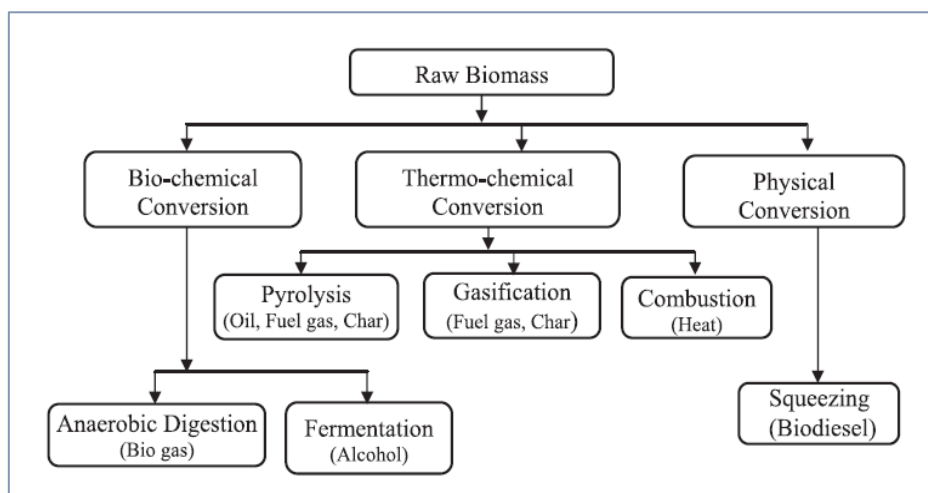 Raw Biomass
Bio-chemical
Conversion
Thermo-chemical
Conversion
Physical
Conversion
Pyrolysis
(Oil, Fuel gas, Char)
Gasification
(Fuel gas, Char)
Combustion
(Heat)
Anaerobic Digestion
(Bio gas)
Fermentation
(Alcohol)
Squeezing
(Biodiesel)